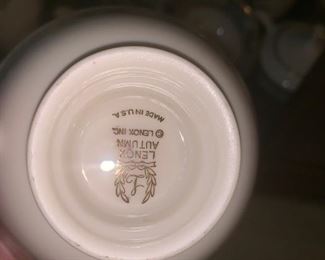 L
LENOX
AUTUMN
© LENOX INC.
MADE IN U.S.A.